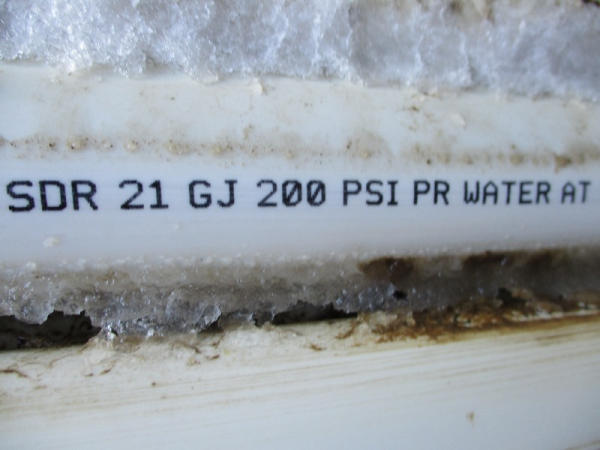 SDR 21 GJ 200 PSI PR WATER AT